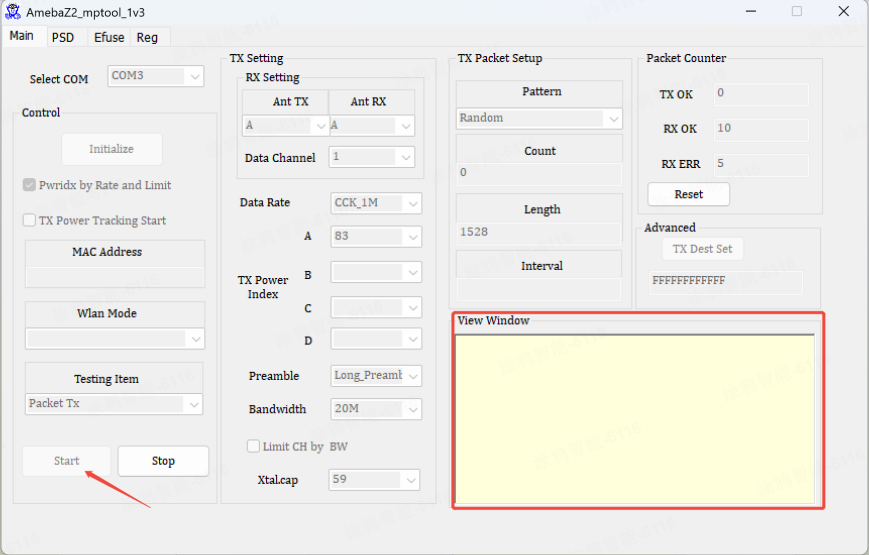 AmebaZ2_mptool_1v3
Main PSD Efuse Reg
Select COM COM3
Control
Initialize
Pwridx by Rate and Limit
TX Power Tracking Start
MAC Address
Wlan Mode
Testing Item
Packet Tx
Start Stop
TX Setting
RX Setting
Ant TX Ant RX
A A
Data Channel 1
Data Rate CCK_1M
A 83
TX Power
Index
B
C
D
Preamble Long_Preamb
Bandwidth 20M
Limit CH by BW
Xtal.cap 59
TX Packet Setup
Pattern
Random
Count
0
Length
1528
Interval
Packet Counter
TX OK 0
RX OK 10
RX ERR 5
Reset
Advanced
TX Dest Set
FFFFFFFFFFFF
View Window